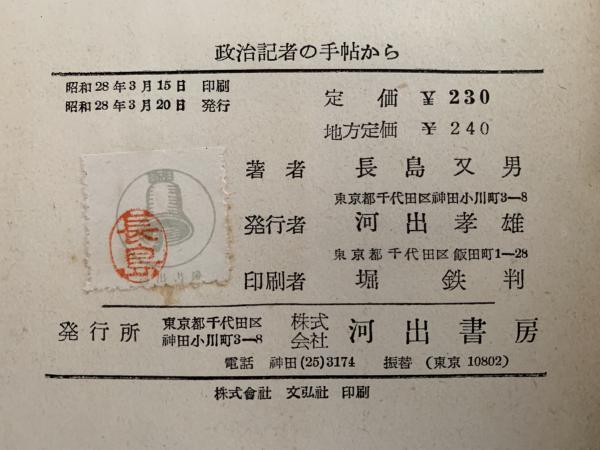 政治記者の手帖から
昭和28年3月15日 印刷
昭和28年3月20日 発行
定 価 ¥ 230
地方定価 ¥ 240
長島
著者 長島又男
東京都千代田区神田小川町3—8
発行者 河出孝雄
東京都千代田区飯田町1—28
印刷者 堀 鉄 判
発行所 東京都千代田区神田小川町3—8 株式会社 河出書房
電話 神田(25)3174 振替 (東京 10802)
株式會社 文弘社 印刷